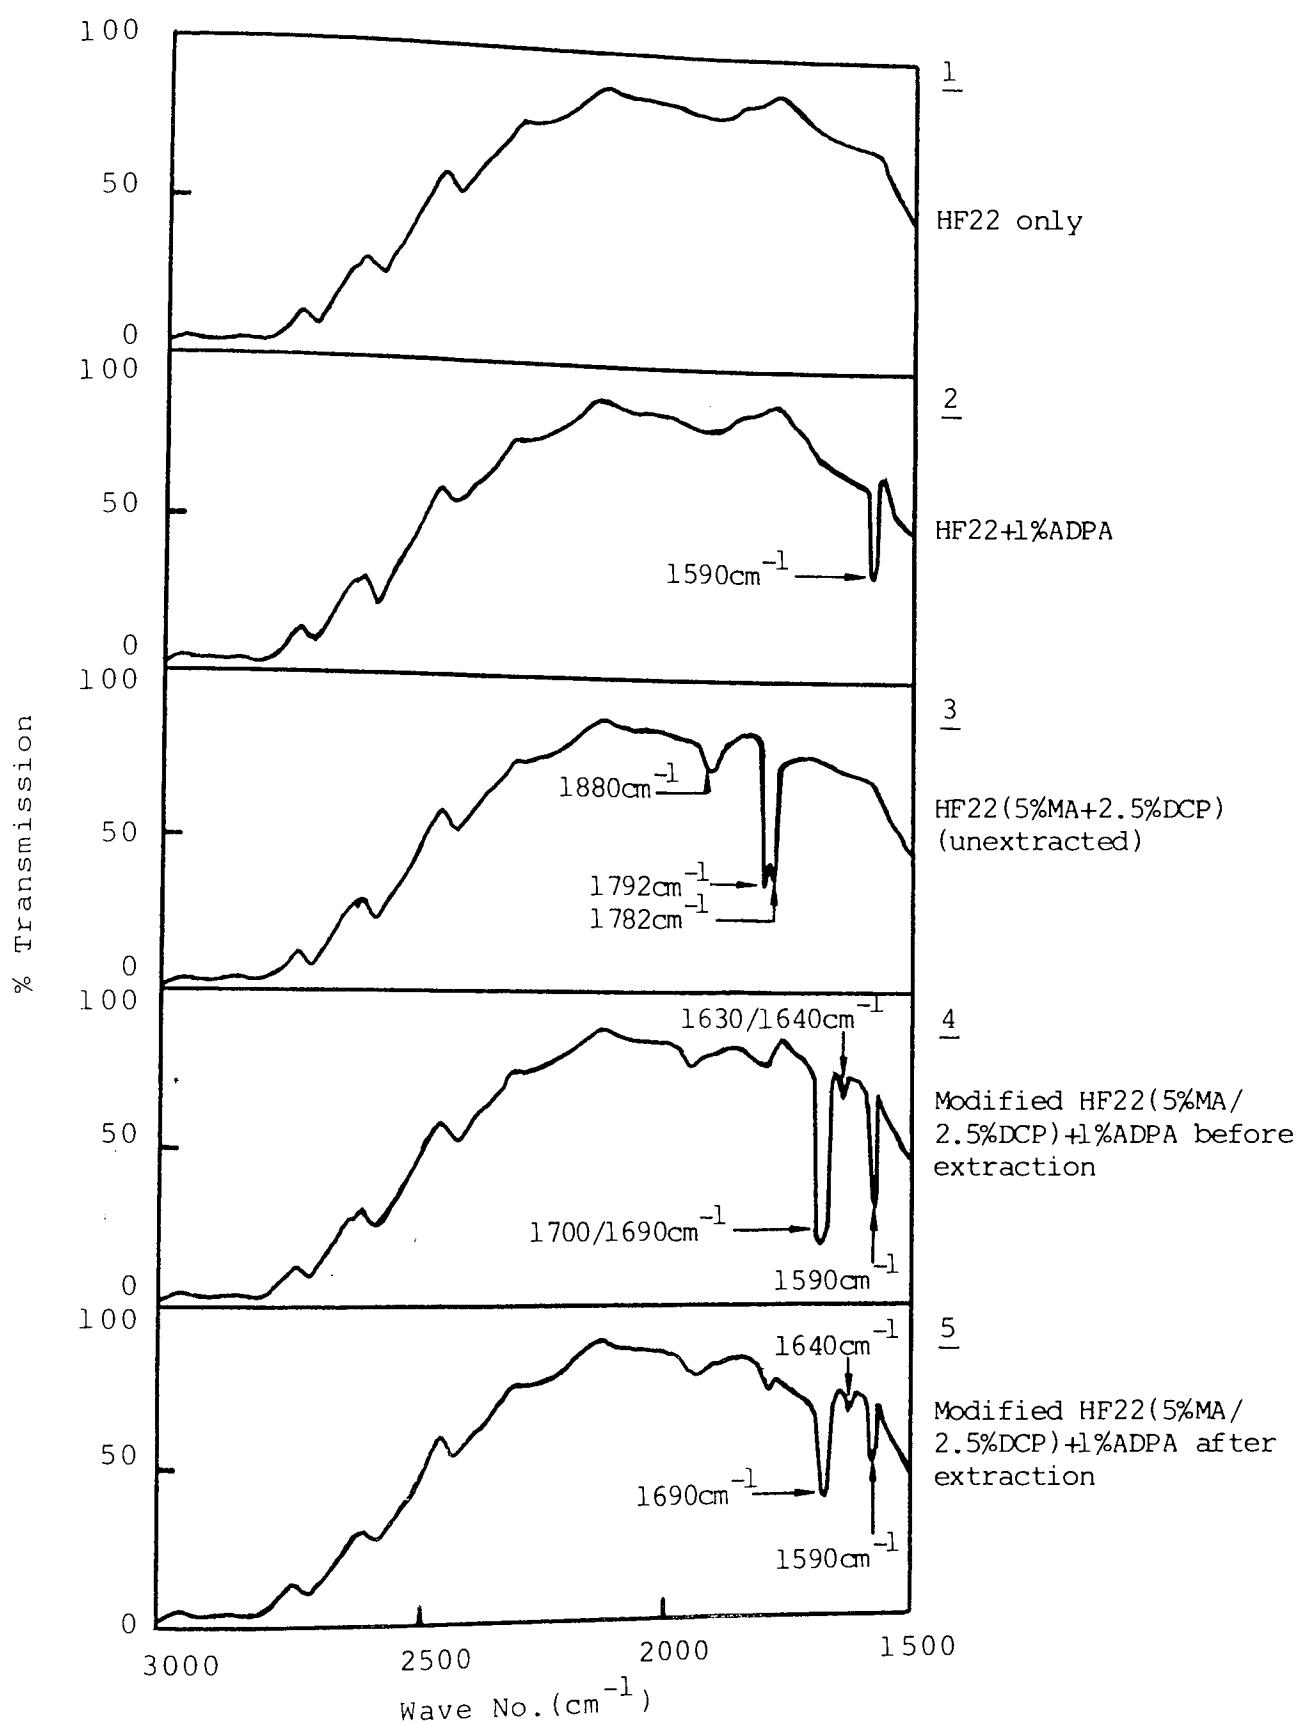 100
50
0
1
HF22 only
100
50
0
2
HF22+1%ADPA
1590cm⁻¹
100
50
0
3
1880cm⁻¹
HF22(5%MA+2.5%DCP)
(unextracted)
1792cm⁻¹
1782cm⁻¹
100
50
0
1630/1640cm⁻¹
4
Modified HF22(5%MA/
2.5%DCP)+1%ADPA before
extraction
1700/1690cm⁻¹
1590cm⁻¹
100
50
0
1640cm⁻¹
5
Modified HF22(5%MA/
2.5%DCP)+1%ADPA after
extraction
1690cm⁻¹
1590cm⁻¹
% Transmission
3000
2500
2000
1500
Wave No.(cm⁻¹)